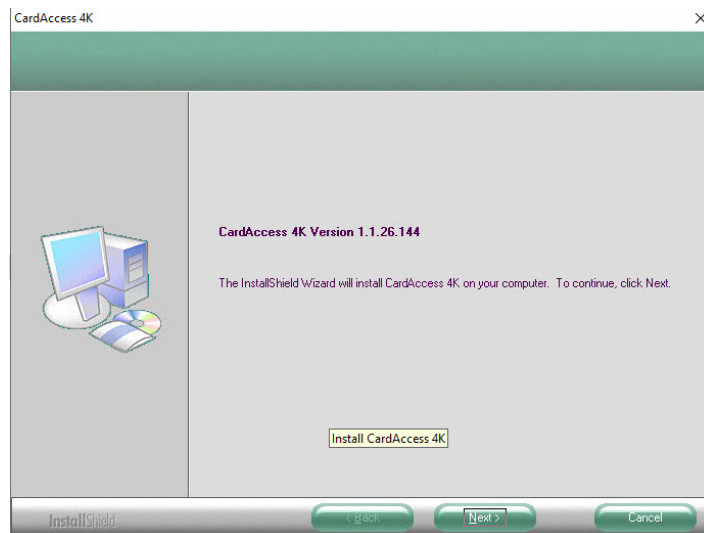 CardAccess 4K
CardAccess 4K Version 1.1.26.144
The InstallShield Wizard will install CardAccess 4K on your computer. To continue, click Next.
Install CardAccess 4K
InstallShield
< Back
Next >
Cancel